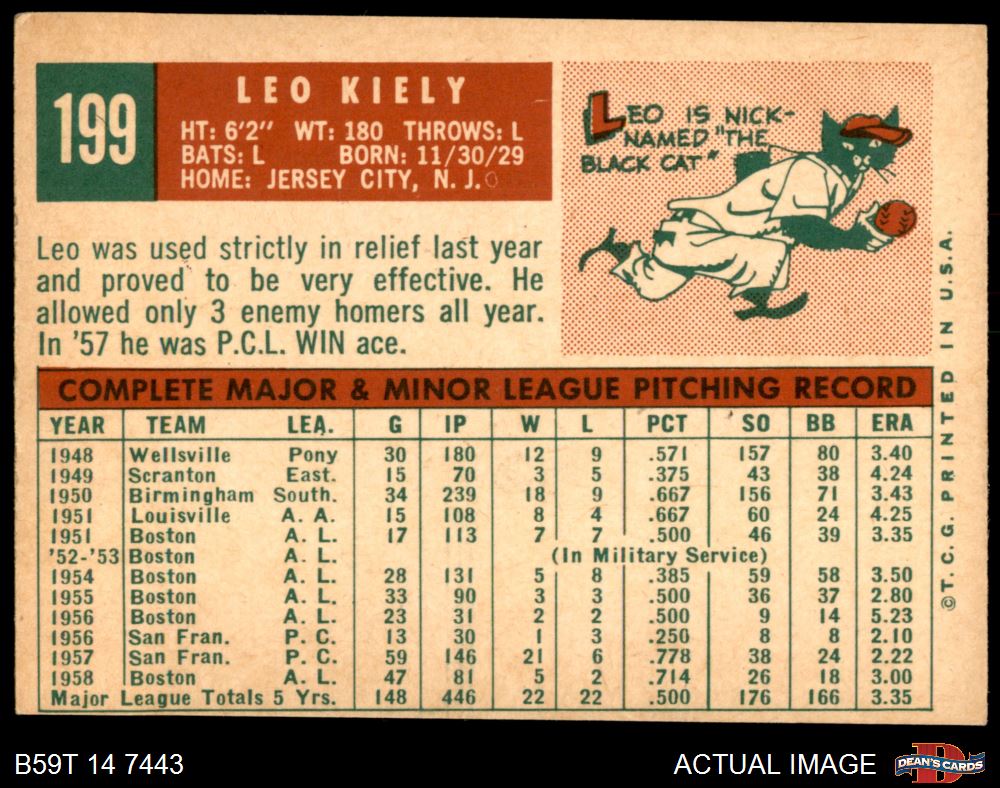 199
LEO KIELY
HT: 6'2" WT: 180 THROWS: L
BATS: L BORN: 11/30/29
HOME: JERSEY CITY, N. J.
LEO IS NICK-
NAMED "THE
BLACK CAT"
Leo was used strictly in relief last year
and proved to be very effective. He
allowed only 3 enemy homers all year.
In '57 he was P.C.L. WIN ace.
COMPLETE MAJOR & MINOR LEAGUE PITCHING RECORD
YEAR TEAM LEA. G IP W L PCT SO BB ERA
1948 Wellsville Pony 30 180 12 9 .571 157 80 3.40
1949 Scranton East. 15 70 3 5 .375 43 38 4.24
1950 Birmingham South. 34 239 18 9 .667 156 71 3.43
1951 Louisville A. A. 15 108 8 4 .667 60 24 4.25
1951 Boston A. L. 17 113 7 7 .500 46 39 3.35
'52-'53 Boston A. L. (In Military Service)
1954 Boston A. L. 28 131 5 8 .385 59 58 3.50
1955 Boston A. L. 33 90 3 3 .500 36 37 2.80
1956 Boston A. L. 23 31 2 2 .500 9 14 5.23
1956 San Fran. P. C. 13 30 1 3 .250 8 8 2.10
1957 San Fran. P. C. 59 146 21 6 .778 38 24 2.22
1958 Boston A. L. 47 81 5 2 .714 26 18 3.00
Major League Totals 5 Yrs. 148 446 22 22 .500 176 166 3.35
©T. C. G. PRINTED IN U.S.A.
B59T 14 7443
ACTUAL IMAGE
D
DEAN'S CARDS